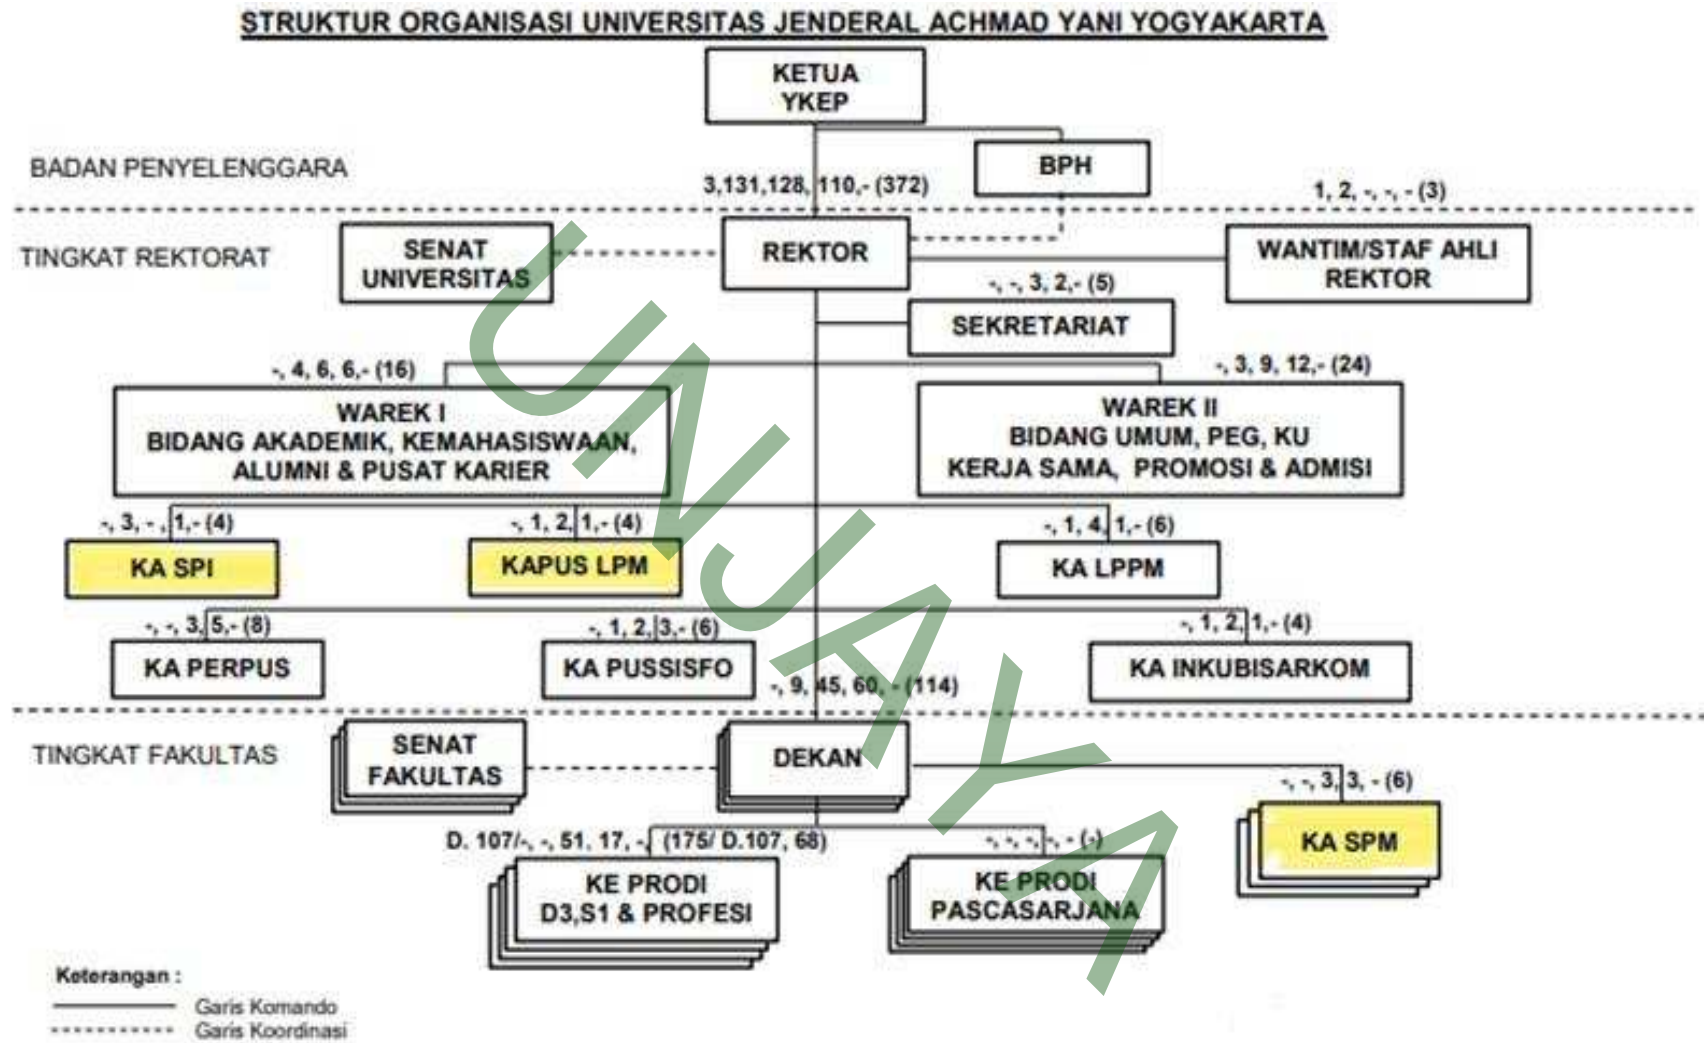 STRUKTUR ORGANISASI UNIVERSITAS JENDERAL ACHMAD YANI YOGYAKARTA
KETUA
YKEP
BADAN PENYELENGGARA
BPH
3,131,128, 110,- (372)
1, 2, -, -, - (3)
TINGKAT REKTORAT
SENAT
UNIVERSITAS
REKTOR
WANTIM/STAF AHLI
REKTOR
-, -, 3, 2,- (5)
SEKRETARIAT
-, 4, 6, 6,- (16)
-, 3, 9, 12,- (24)
WAREK I
BIDANG AKADEMIK, KEMAHASISWAAN,
ALUMNI & PUSAT KARIER
WAREK II
BIDANG UMUM, PEG, KU
KERJA SAMA, PROMOSI & ADMISI
-, 3, - , 1,- (4)
-, 1, 2, 1,- (4)
-, 1, 4, 1,- (6)
KA SPI
KAPUS LPM
KA LPPM
-, -, 3, 5,- (8)
-, 1, 2, 3,- (6)
-, 1, 2, 1,- (4)
KA PERPUS
KA PUSSISFO
KA INKUBISARKOM
-, 9, 45, 60, - (114)
TINGKAT FAKULTAS
SENAT
FAKULTAS
DEKAN
-, -, 3, 3, - (6)
KA SPM
D. 107/-, -, 51, 17, -, (175/ D.107, 68)
-, -, -, -, - (-)
KE PRODI
D3,S1 & PROFESI
KE PRODI
PASCASARJANA
Keterangan :
Garis Komando
Garis Koordinasi
UNJAYA